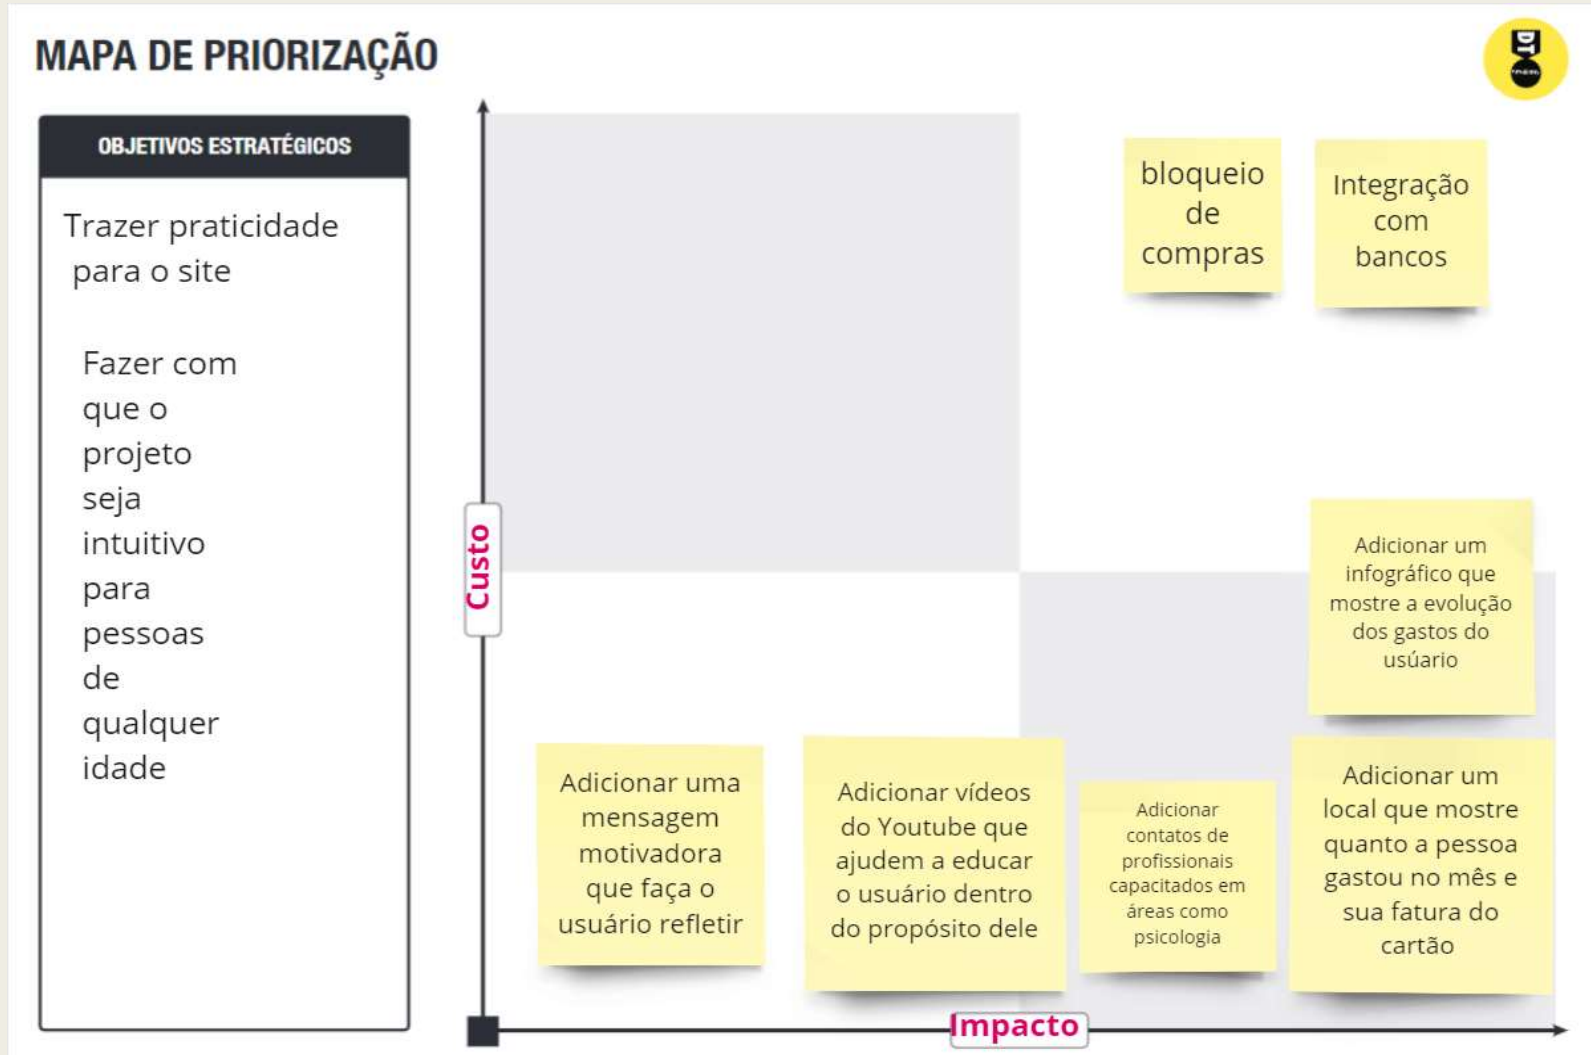 MAPA DE PRIORIZAÇÃO
DT
OBJETIVOS ESTRATÉGICOS
Trazer praticidade
para o site
Fazer com
que o
projeto
seja
intuitivo
para
pessoas
de
qualquer
idade
Custo
bloqueio
de
compras
Integração
com
bancos
Adicionar um
infográfico que
mostre a evolução
dos gastos do
usúario
Adicionar uma
mensagem
motivadora
que faça o
usuário refletir
Adicionar vídeos
do Youtube que
ajudem a educar
o usuário dentro
do propósito dele
Adicionar
contatos de
profissionais
capacitados em
áreas como
psicologia
Adicionar um
local que mostre
quanto a pessoa
gastou no mês e
sua fatura do
cartão
Impacto